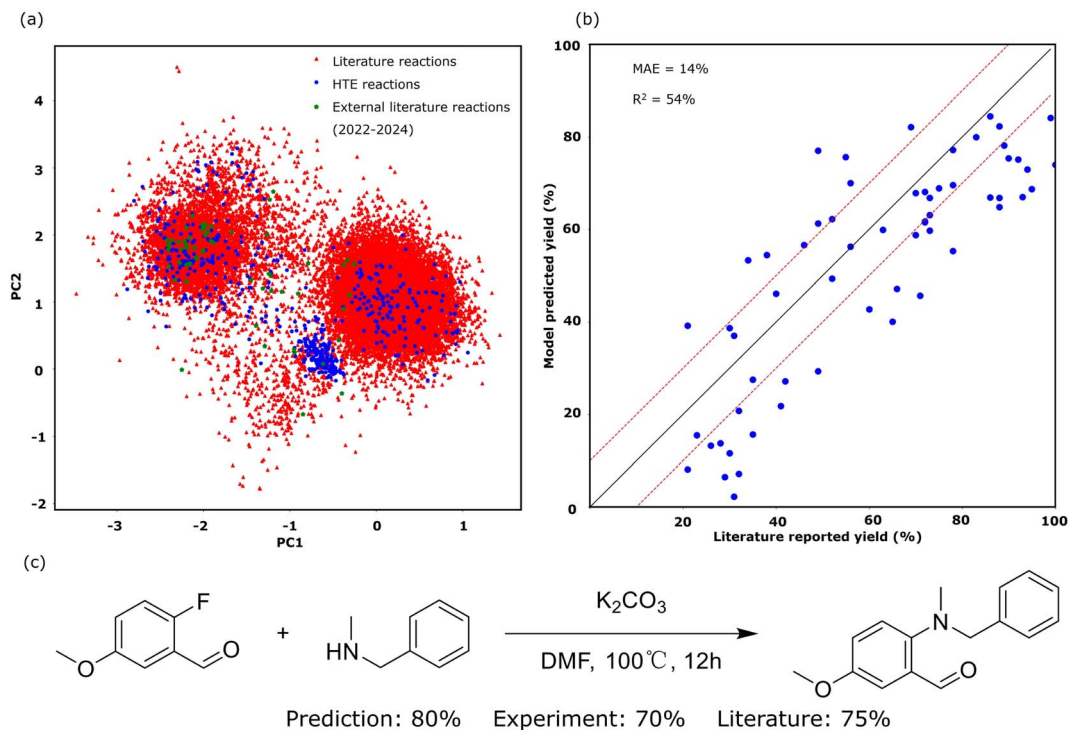 (a)
Literature reactions
HTE reactions
External literature reactions
(2022-2024)
4
3
2
1
0
-1
-2
PC2
-3
-2
-1
0
1
PC1
(b)
MAE = 14%
R² = 54%
100
80
60
40
20
0
Model predicted yield (%)
20
40
60
80
100
Literature reported yield (%)
(c)
F
O
O
+
HN
K₂CO₃
DMF, 100℃, 12h
N
O
O
Prediction: 80% Experiment: 70% Literature: 75%